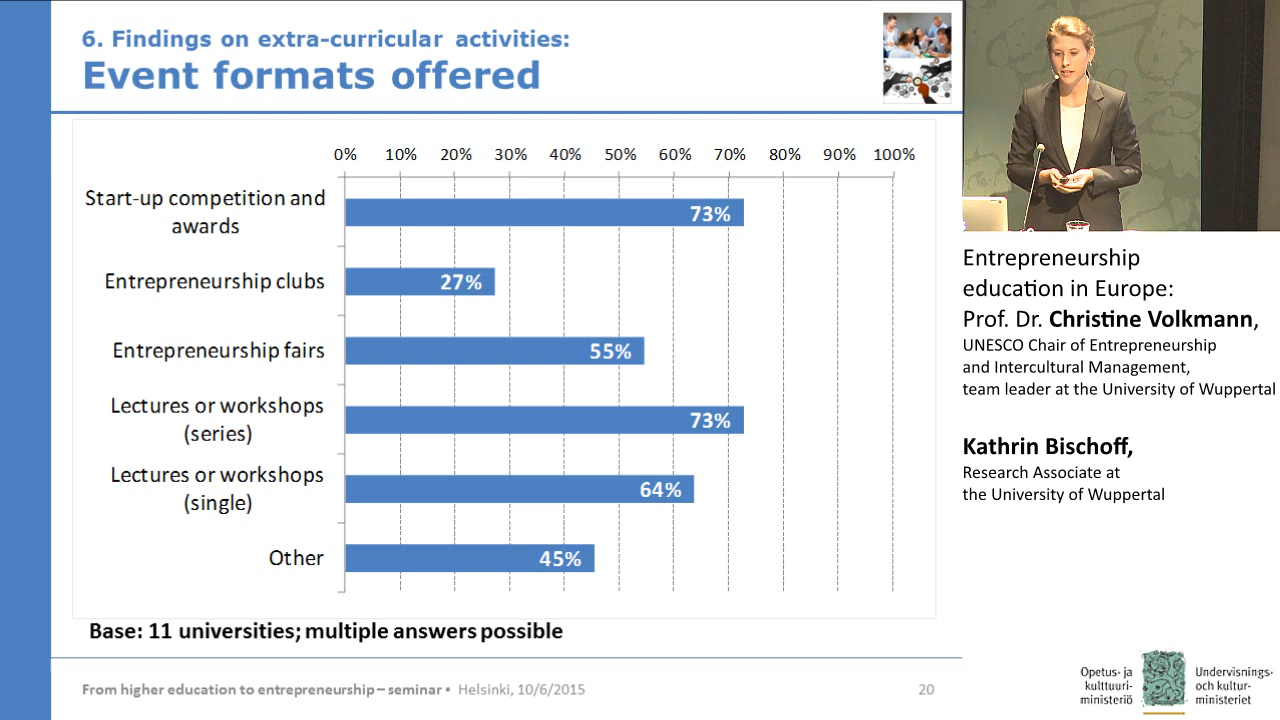 6. Findings on extra-curricular activities:
Event formats offered
0% 10% 20% 30% 40% 50% 60% 70% 80% 90% 100%
Start-up competition and
awards
73%
Entrepreneurship clubs
27%
Entrepreneurship fairs
55%
Lectures or workshops
(series)
73%
Lectures or workshops
(single)
64%
Other
45%
Base: 11 universities; multiple answers possible
From higher education to entrepreneurship – seminar • Helsinki, 10/6/2015
20
Entrepreneurship
education in Europe:
Prof. Dr. Christine Volkmann,
UNESCO Chair of Entrepreneurship
and Intercultural Management,
team leader at the University of Wuppertal
Kathrin Bischoff,
Research Associate at
the University of Wuppertal
Opetus- ja
kulttuuri-
ministeriö
Undervisnings-
och kultur-
ministeriet